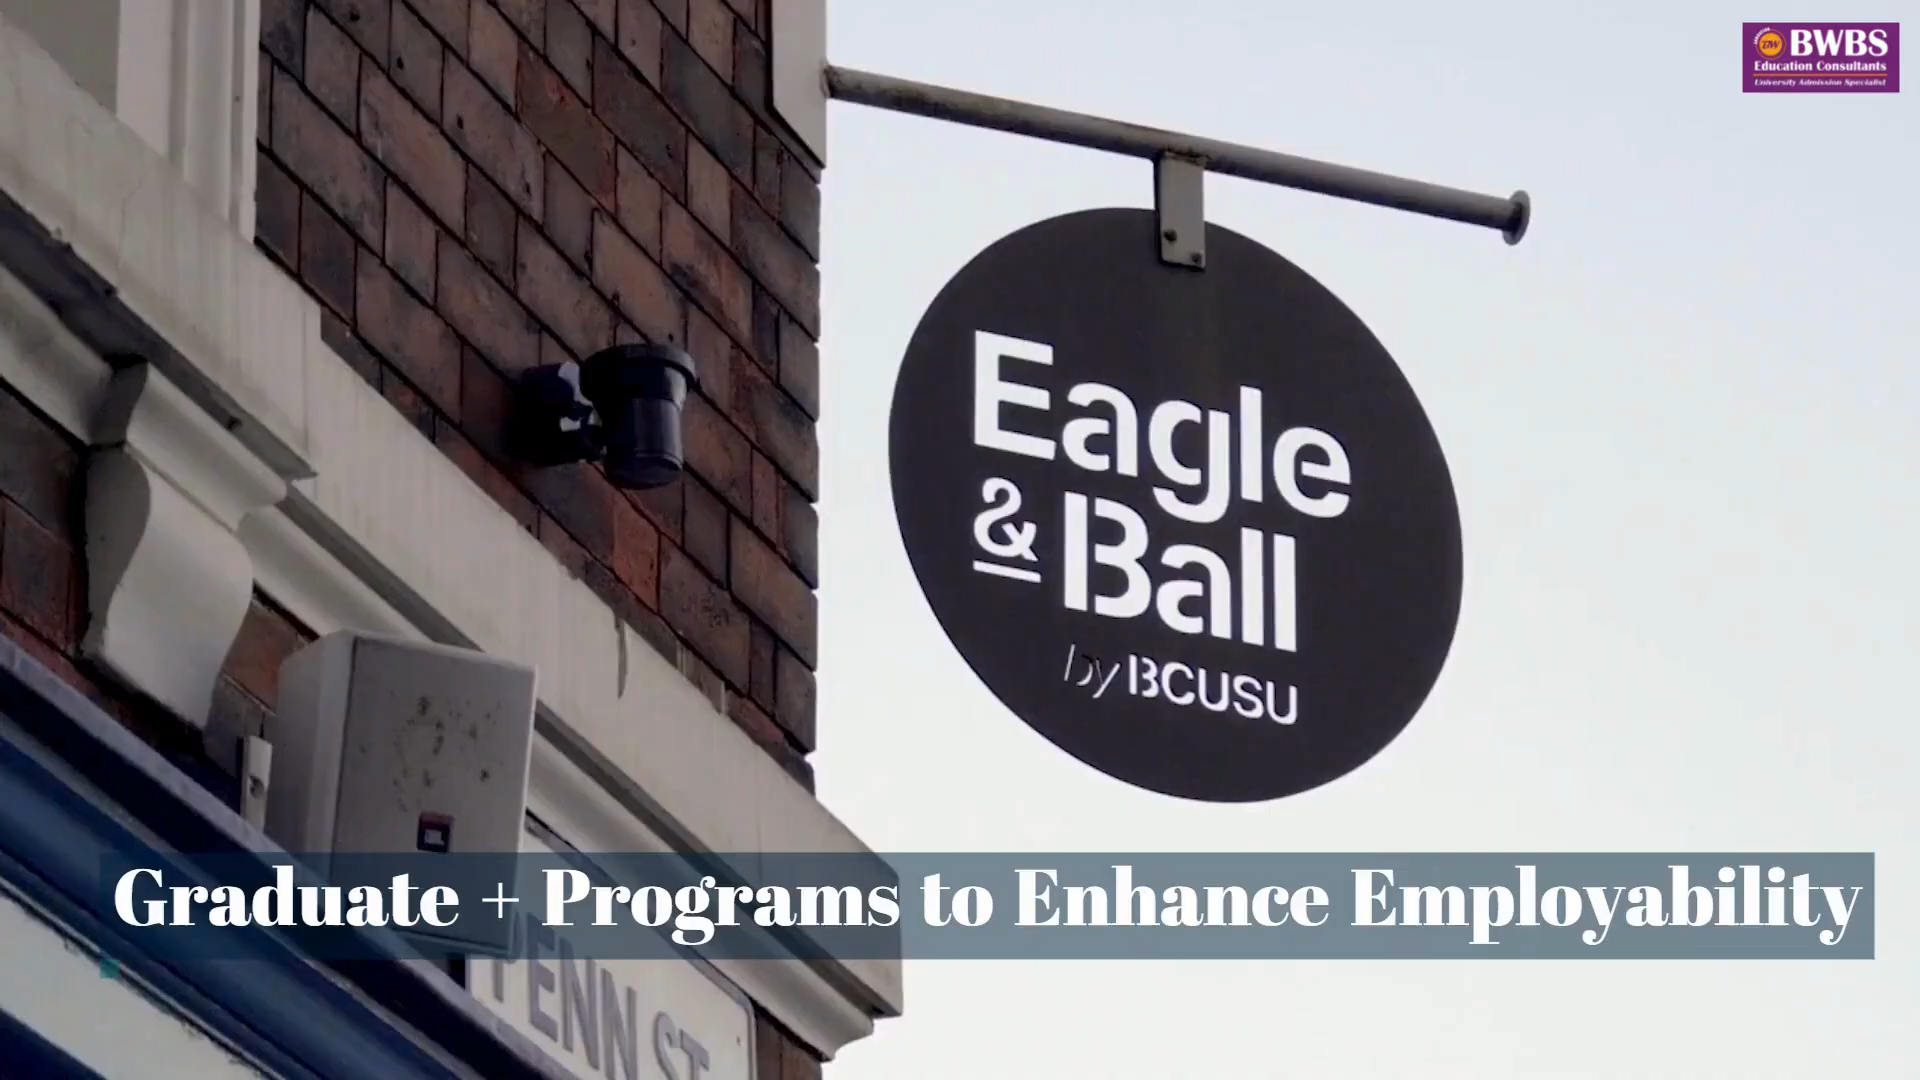 BWBS
Education Consultants
University Admission Specialist
Eagle
& Ball
by BCUSU
Graduate + Programs to Enhance Employability
PENN ST